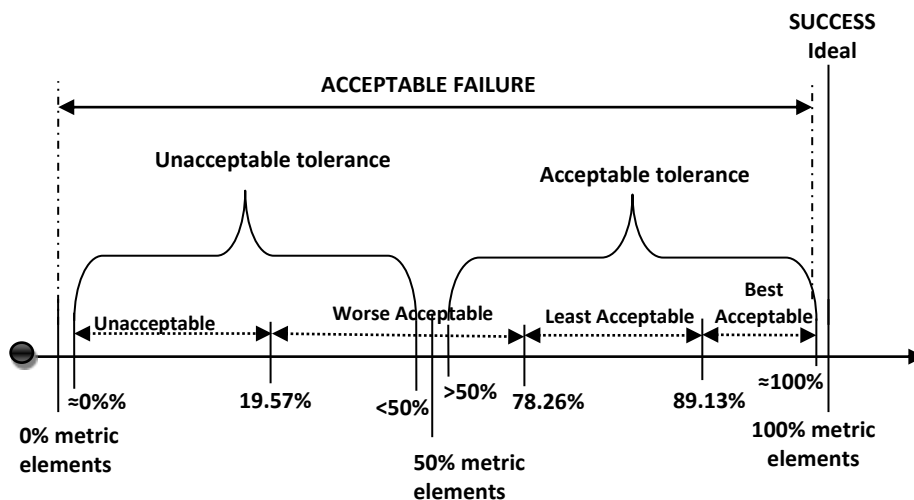 SUCCESS
Ideal
ACCEPTABLE FAILURE
Unacceptable tolerance
Acceptable tolerance
Unacceptable
Worse Acceptable
Least Acceptable
Best
Acceptable
≈0%%
19.57%
<50%
>50%
78.26%
89.13%
≈100%
0% metric
elements
50% metric
elements
100% metric
elements